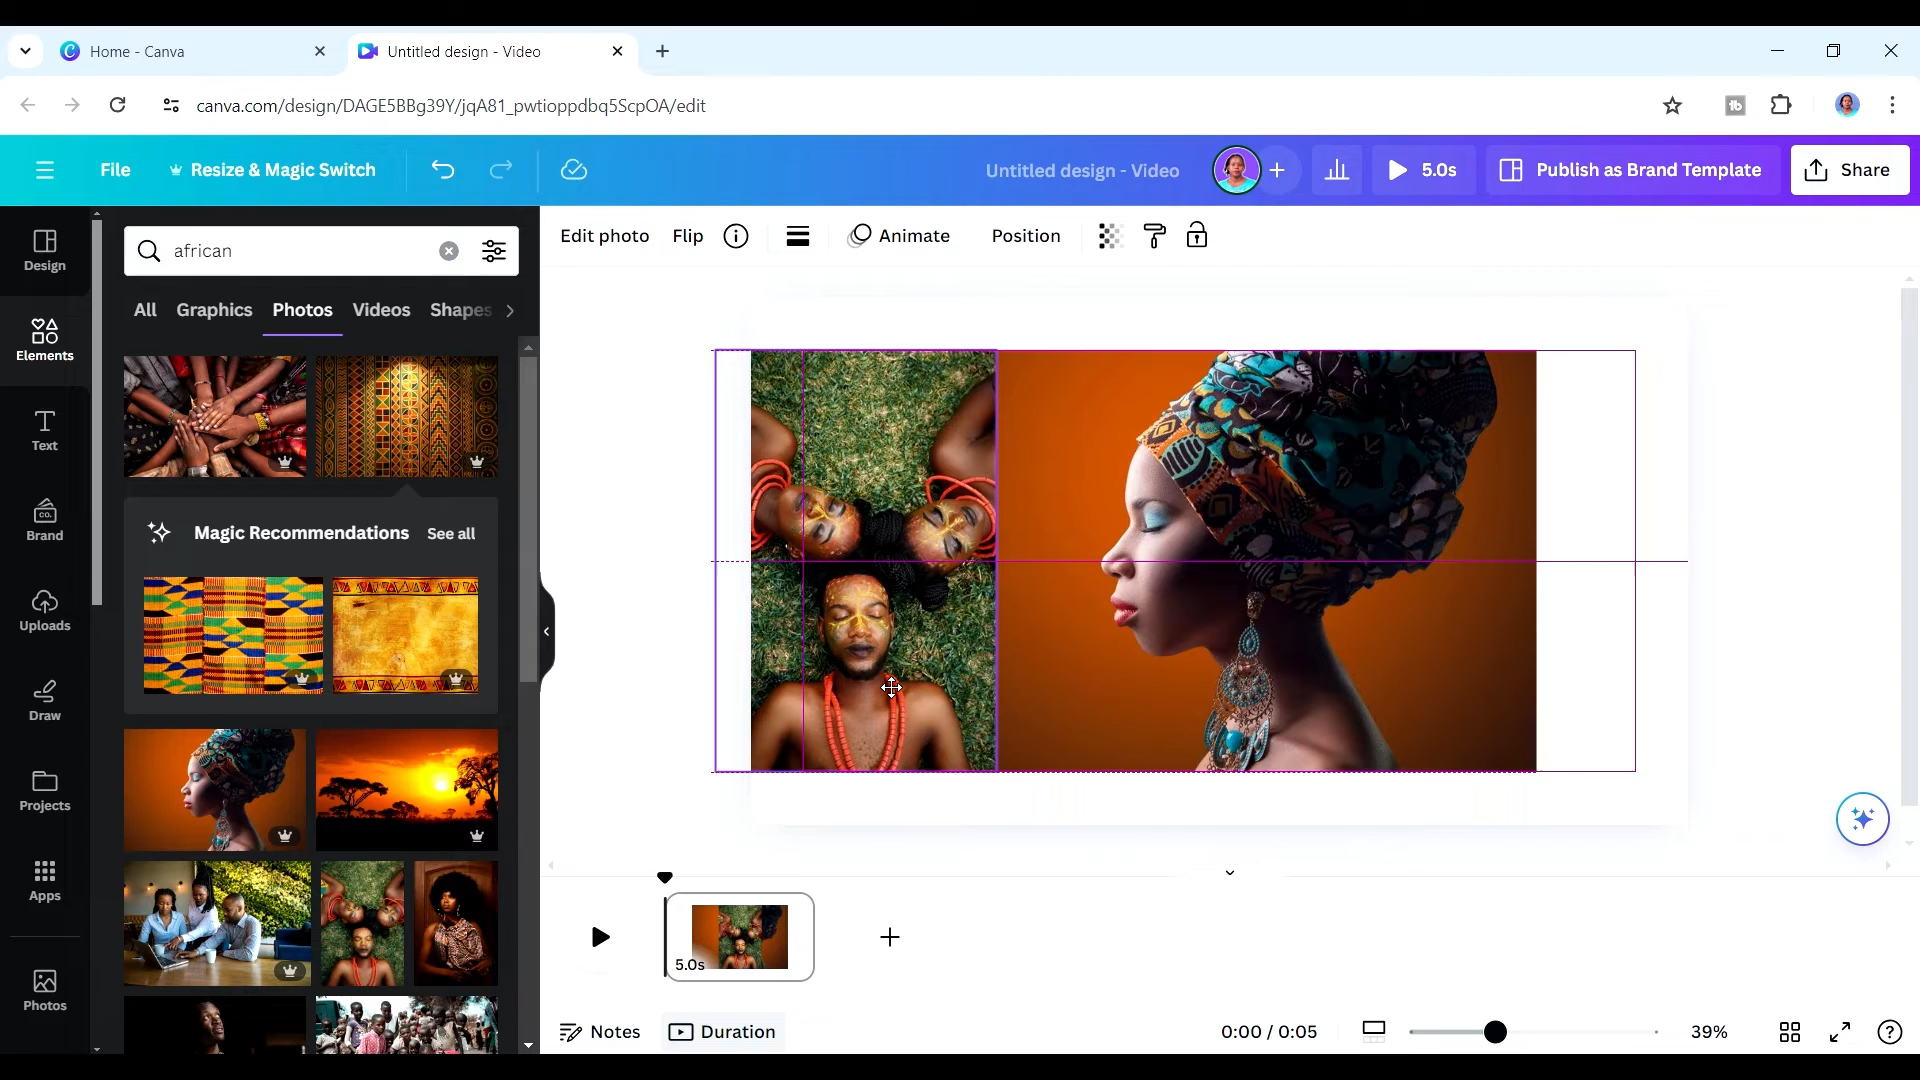 Home - Canva
Untitled design - Video
canva.com/design/DAGE5BBg39Y/jqA81_pwtioppdbq5ScpOA/edit
File
Resize & Magic Switch
Untitled design - Video
5.0s
Publish as Brand Template
Share
Design
Elements
Text
Brand
CO.
Uploads
Draw
Projects
Apps
Photos
african
All
Graphics
Photos
Videos
Shapes
Magic Recommendations
See all
Edit photo
Flip
Animate
Position
5.0s
Notes
Duration
0:00 / 0:05
39%